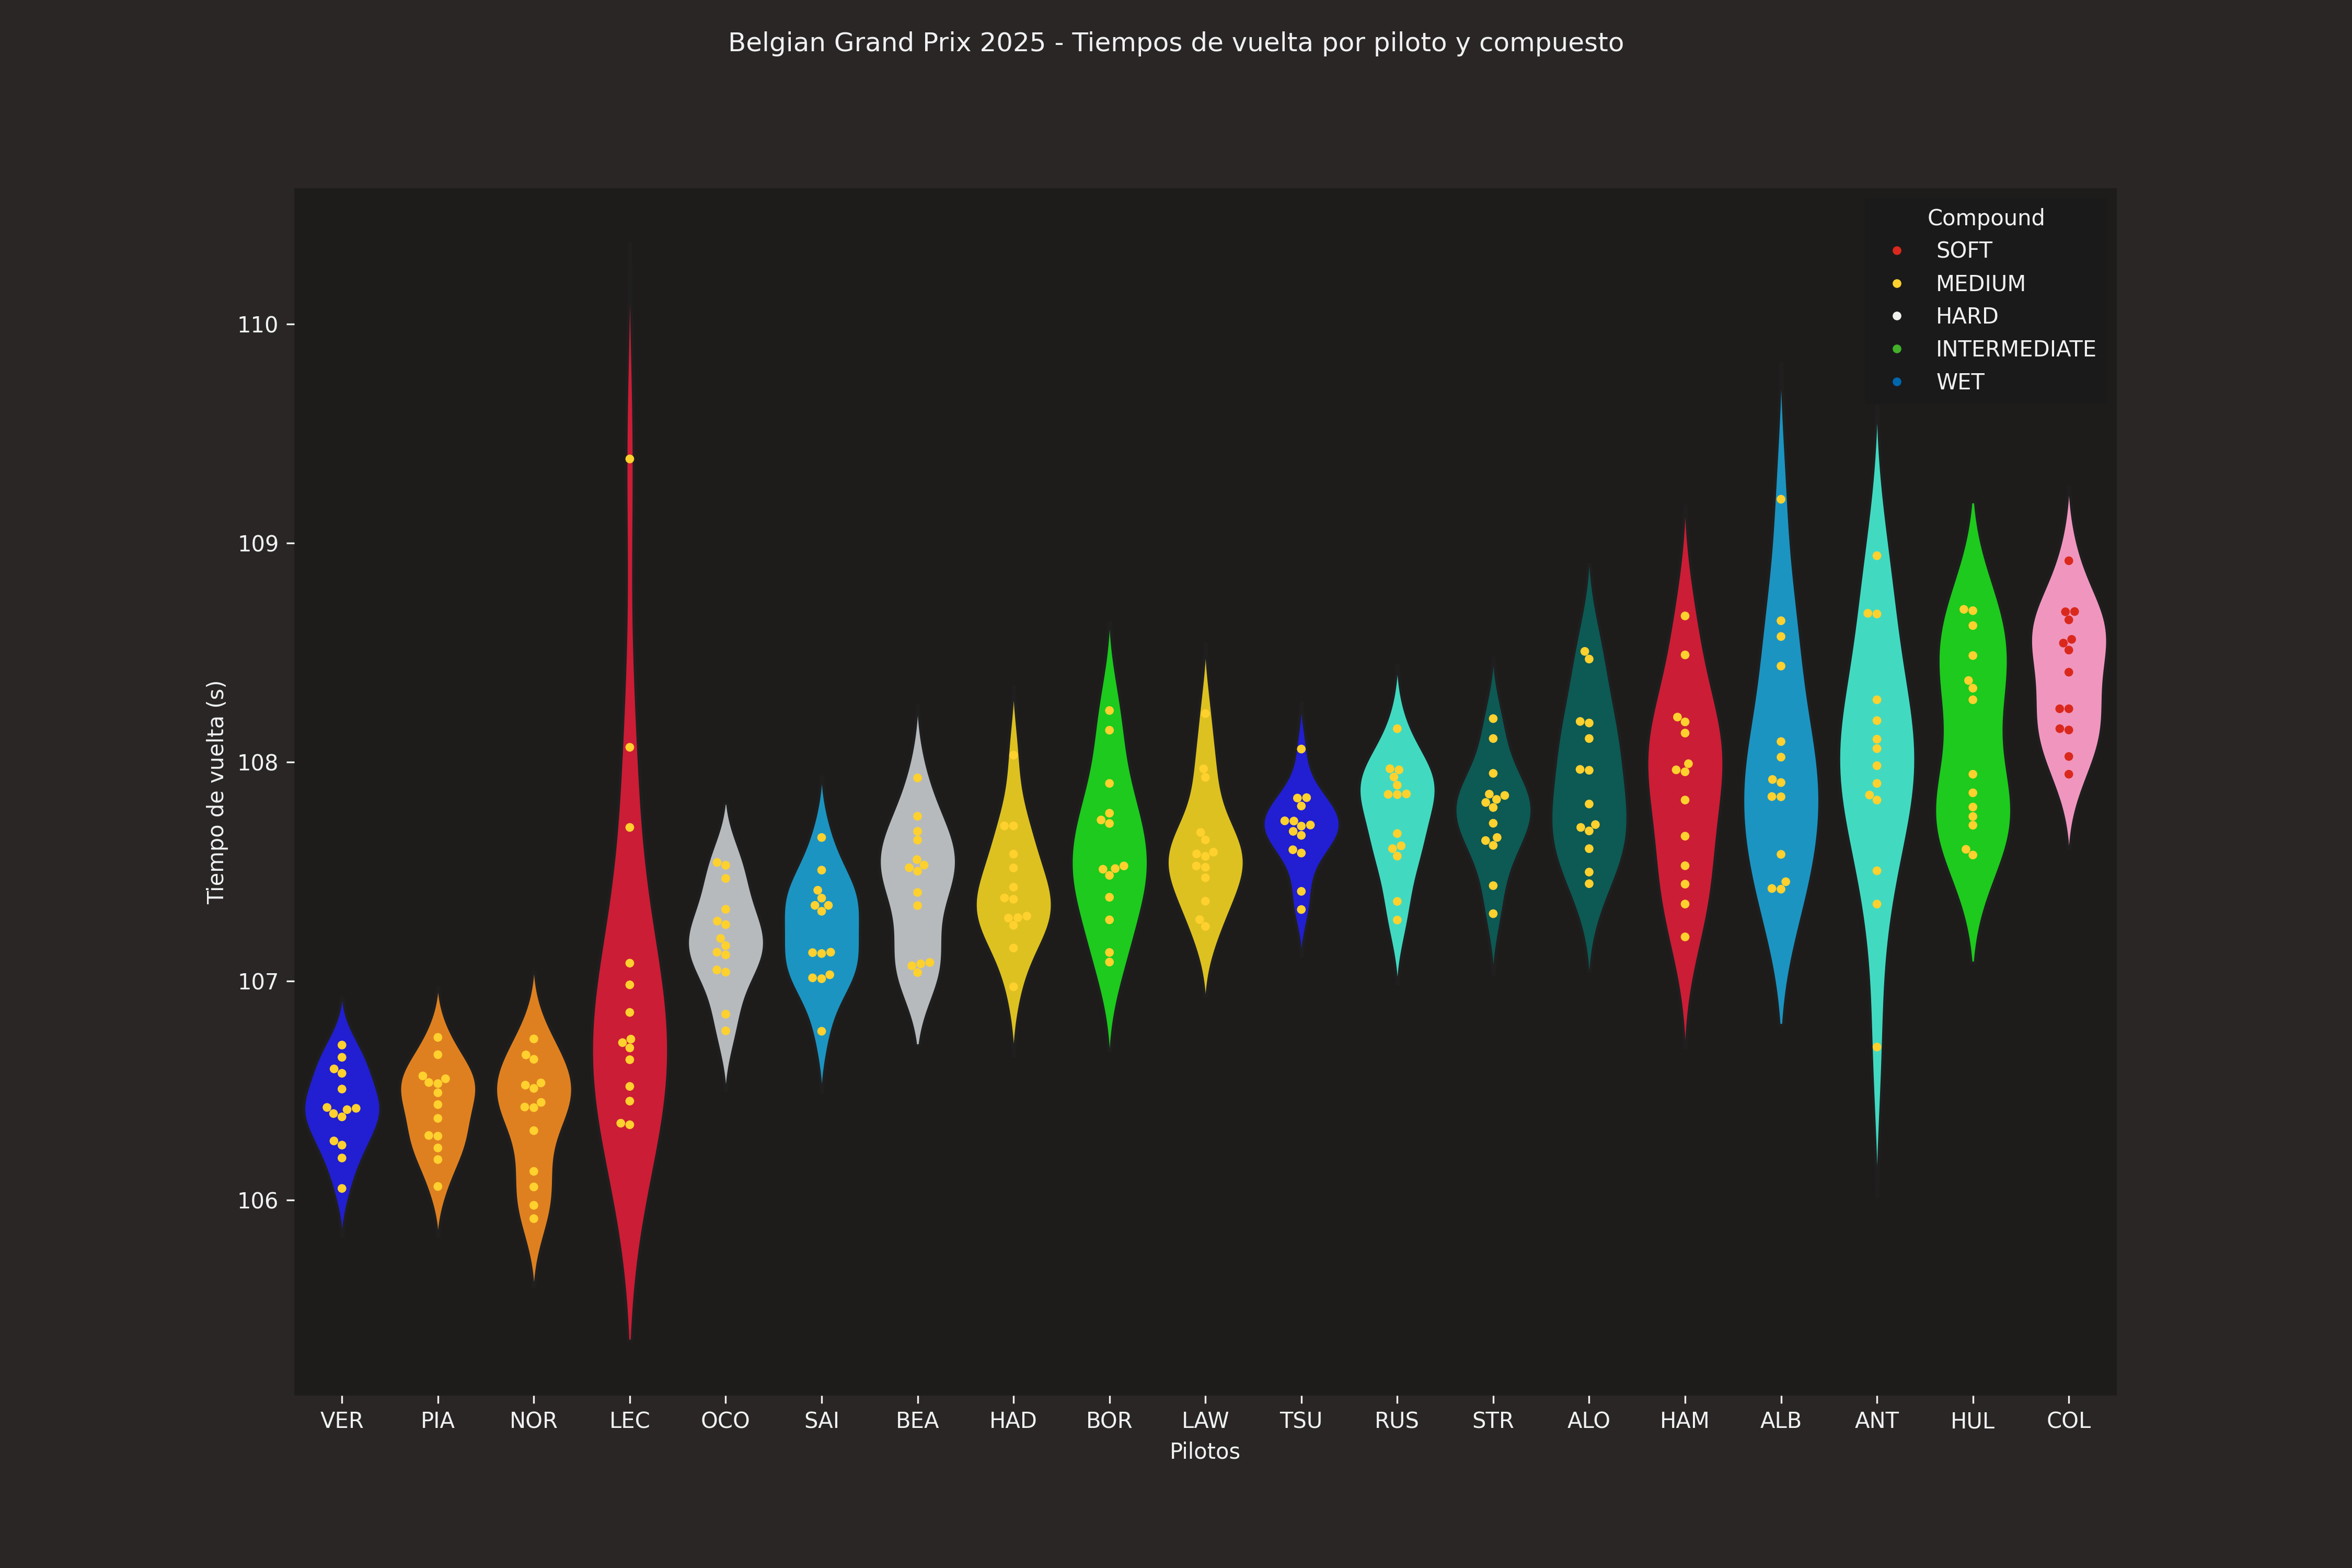 Belgian Grand Prix 2025 - Tiempos de vuelta por piloto y compuesto
Compound
SOFT
MEDIUM
HARD
INTERMEDIATE
WET
Tiempo de vuelta (s)
110
109
108
107
106
VER PIA NOR LEC OCO SAI BEA HAD BOR LAW TSU RUS STR ALO HAM ALB ANT HUL COL
Pilotos